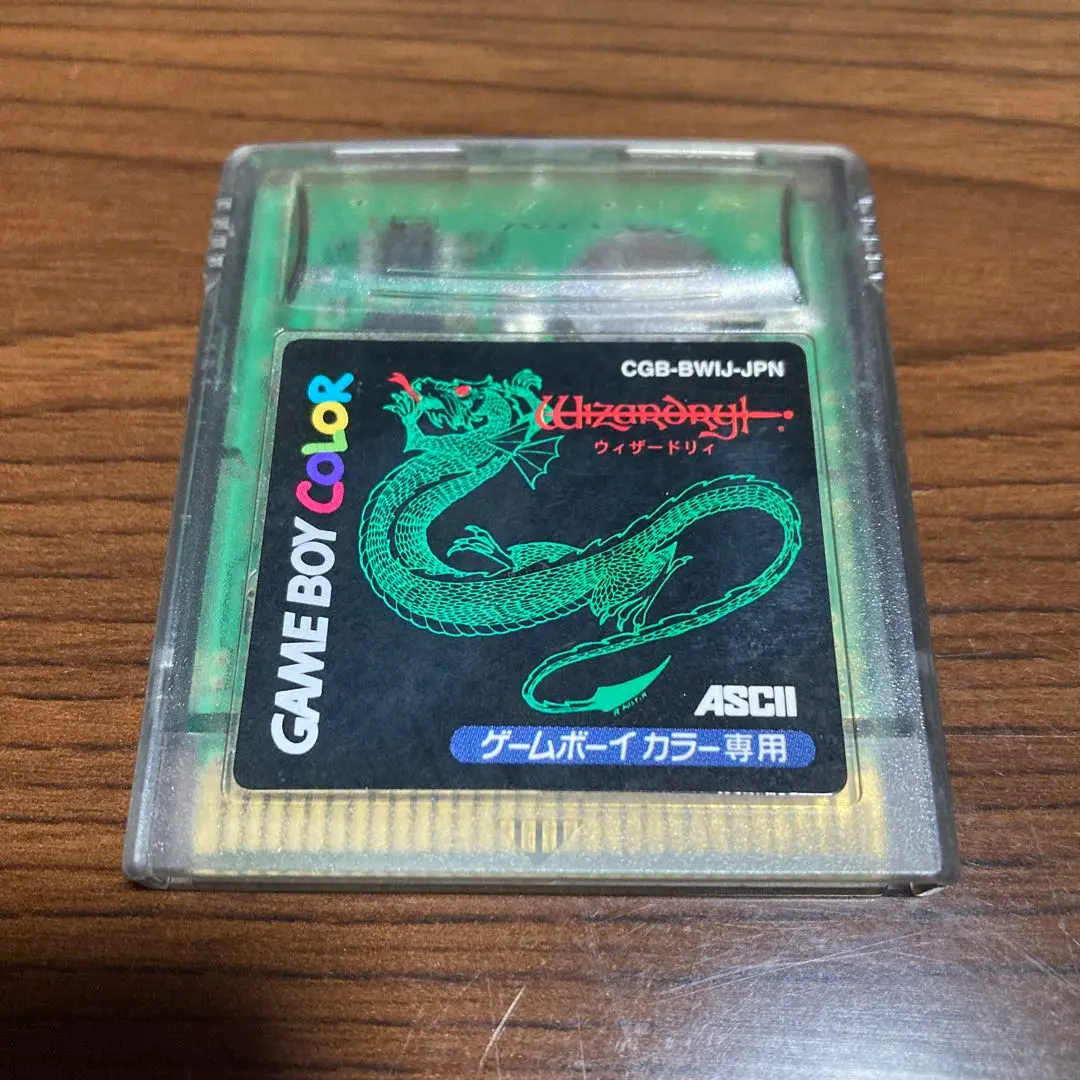 CGB-BWIJ-JPN
Wizardry
ウィザードリィ
GAME BOY COLOR
ASCII
ゲームボーイ カラー専用